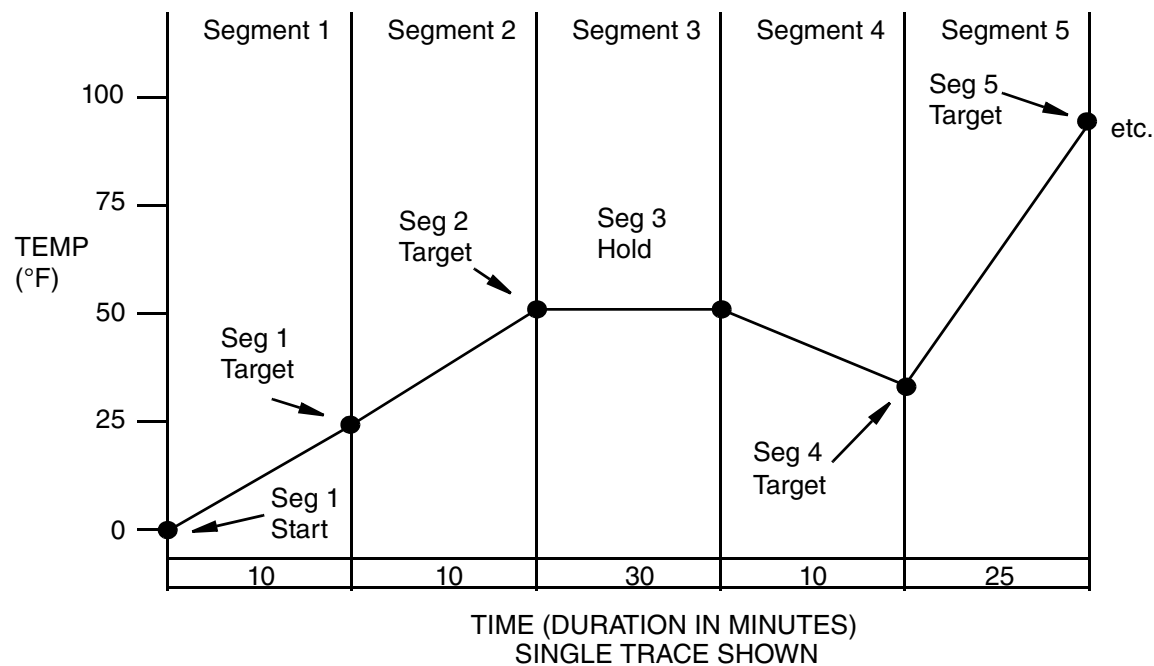 Segment 1
Segment 2
Segment 3
Segment 4
Segment 5
100
75
50
25
0
TEMP
(°F)
Seg 1
Start
Seg 1
Target
Seg 2
Target
Seg 3
Hold
Seg 4
Target
Seg 5
Target
etc.
10
10
30
10
25
TIME (DURATION IN MINUTES)
SINGLE TRACE SHOWN